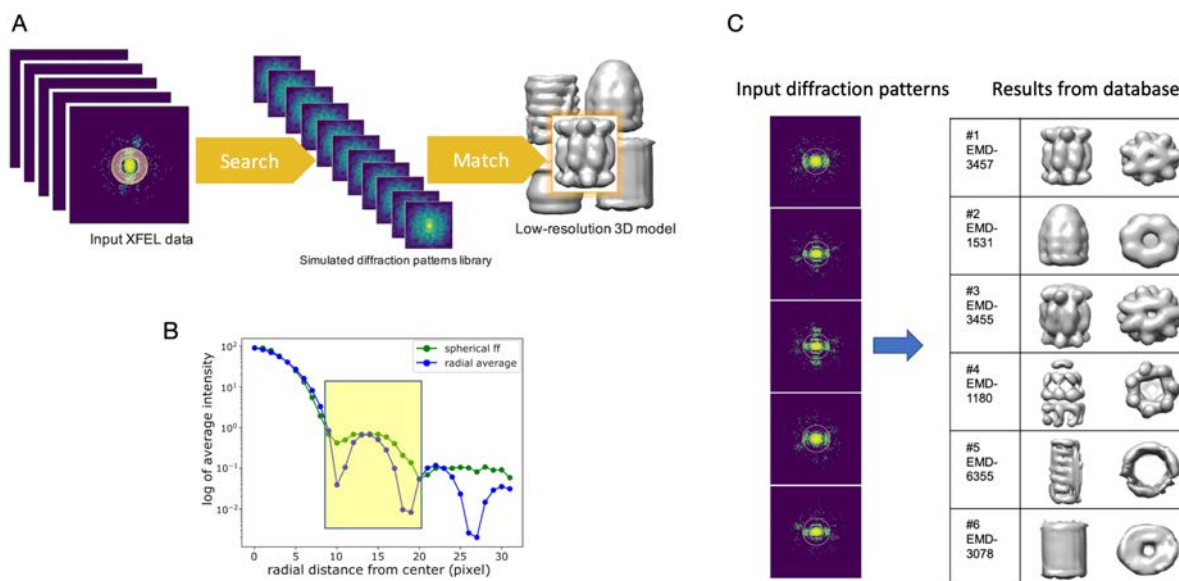 A
Search
Match
Input XFEL data
Simulated diffraction patterns library
Low-resolution 3D model
B
log of average intensity
10²
10¹
10⁰
10⁻¹
10⁻²
spherical ff
radial average
0 5 10 15 20 25 30
radial distance from center (pixel)
C
Input diffraction patterns
Results from database
#1
EMD-
3457
#2
EMD-
1531
#3
EMD-
3455
#4
EMD-
1180
#5
EMD-
6355
#6
EMD-
3078